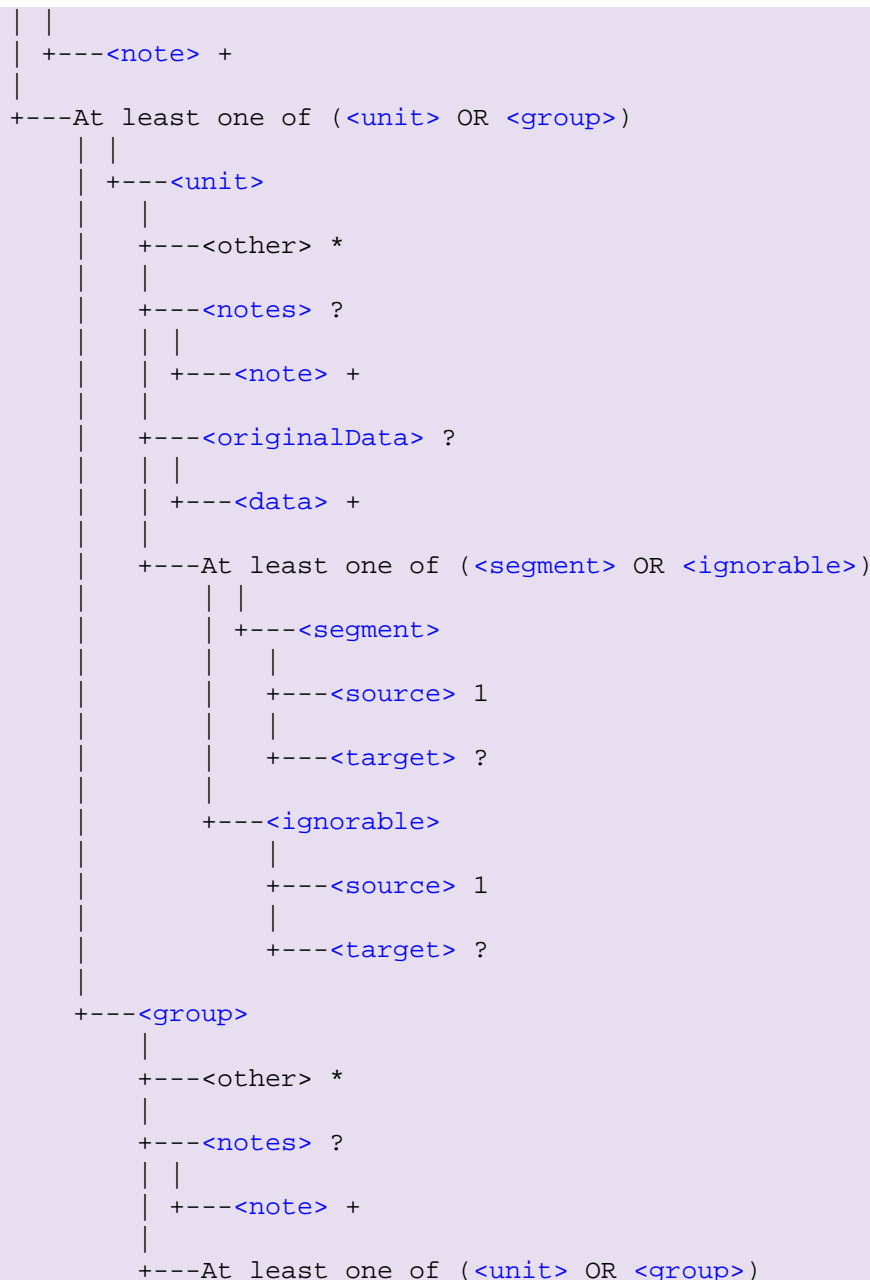 | |
| +---<note> +
|
+---At least one of (<unit> OR <group>)
    | |
    | +---<unit>
    |   |
    |   +---<other> *
    |   |
    |   +---<notes> ?
    |   | |
    |   | +---<note> +
    |   |
    |   +---<originalData> ?
    |   | |
    |   | +---<data> +
    |   |
    |   +---At least one of (<segment> OR <ignorable>)
    |       | |
    |       | +---<segment>
    |       |   |
    |       |   +---<source> 1
    |       |   |
    |       |   +---<target> ?
    |       |
    |       +---<ignorable>
    |           |
    |           +---<source> 1
    |           |
    |           +---<target> ?
    |
    +---<group>
        |
        +---<other> *
        |
        +---<notes> ?
        | |
        | +---<note> +
        |
        +---At least one of (<unit> OR <group>)